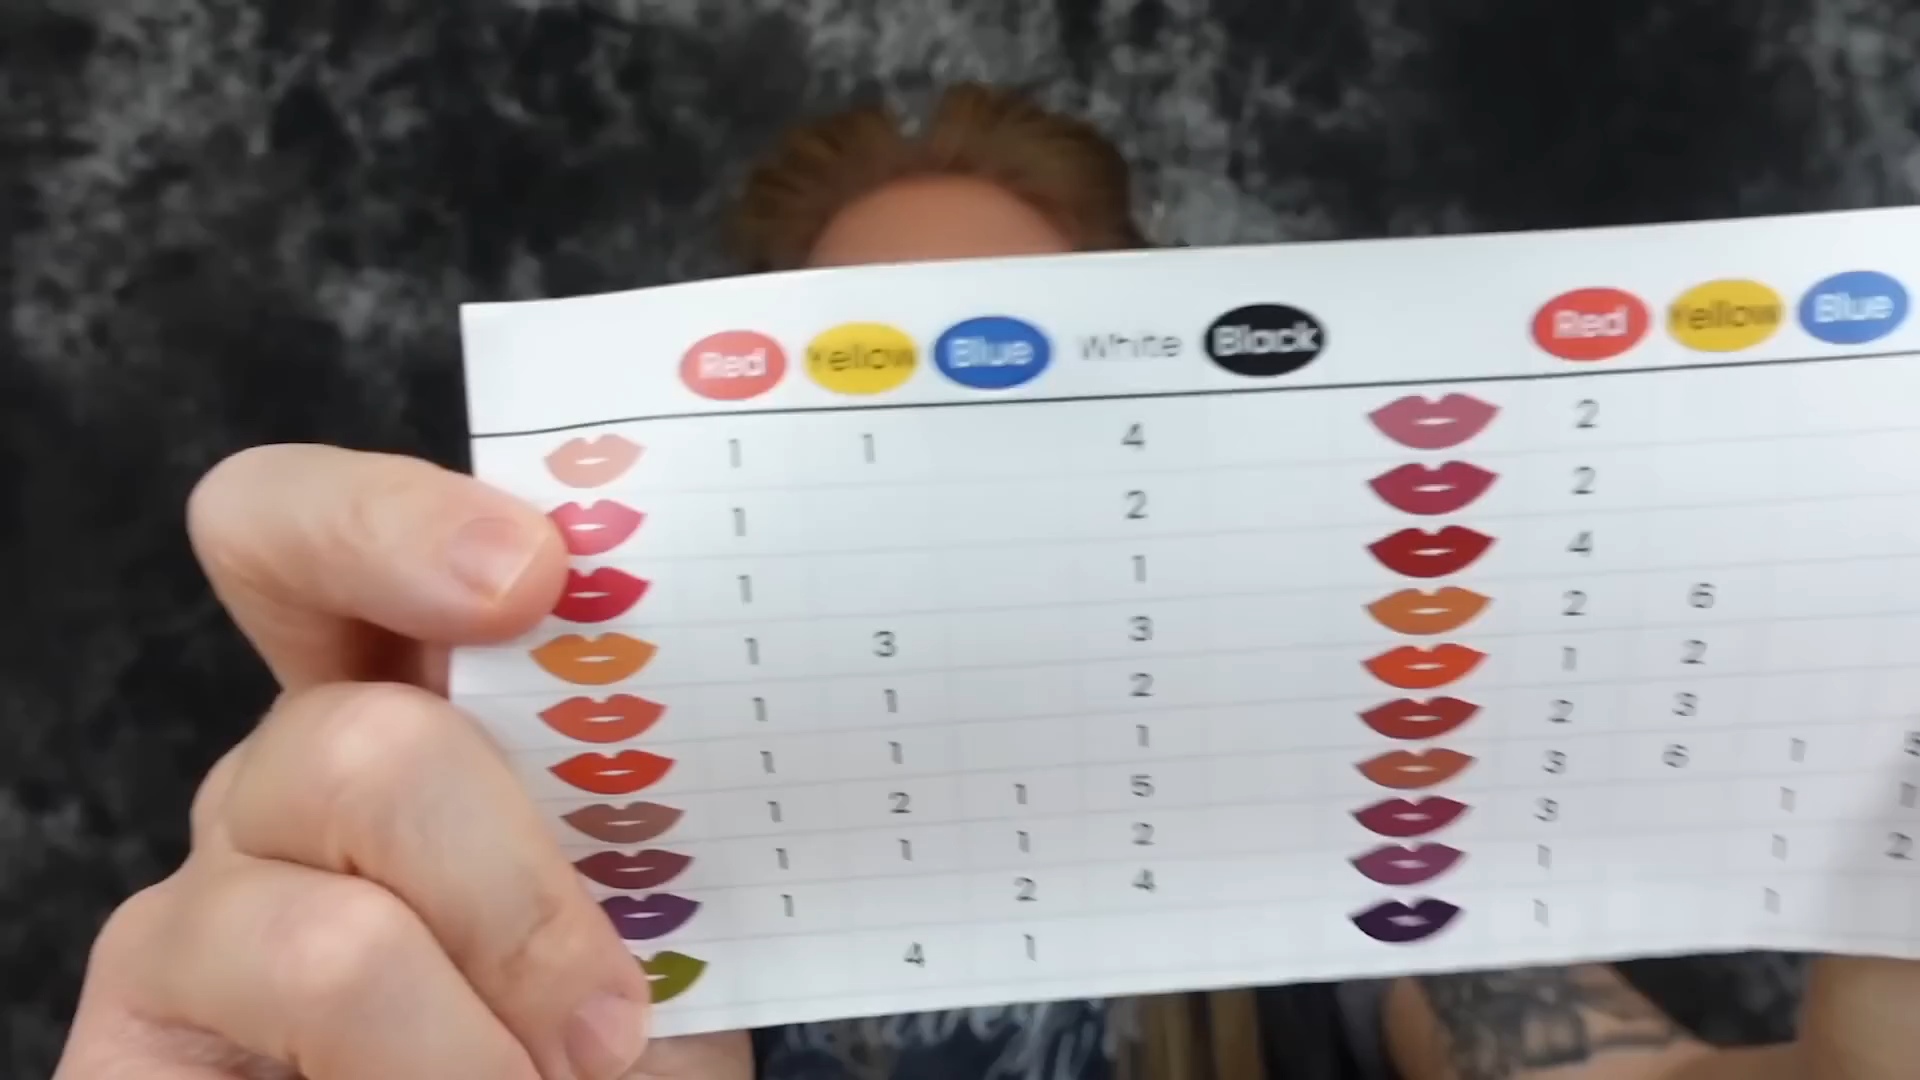 Red Yellow Blue White Black Red Yellow Blue
1 1 4 2
1 2 2
1 1 4
1 3 3 2 6
1 1 2 1 2
1 1 1 2 3
1 2 1 5 3 6 1 5
1 1 1 2 3 1 1
1 2 4 1 1 2
4 1 1 1